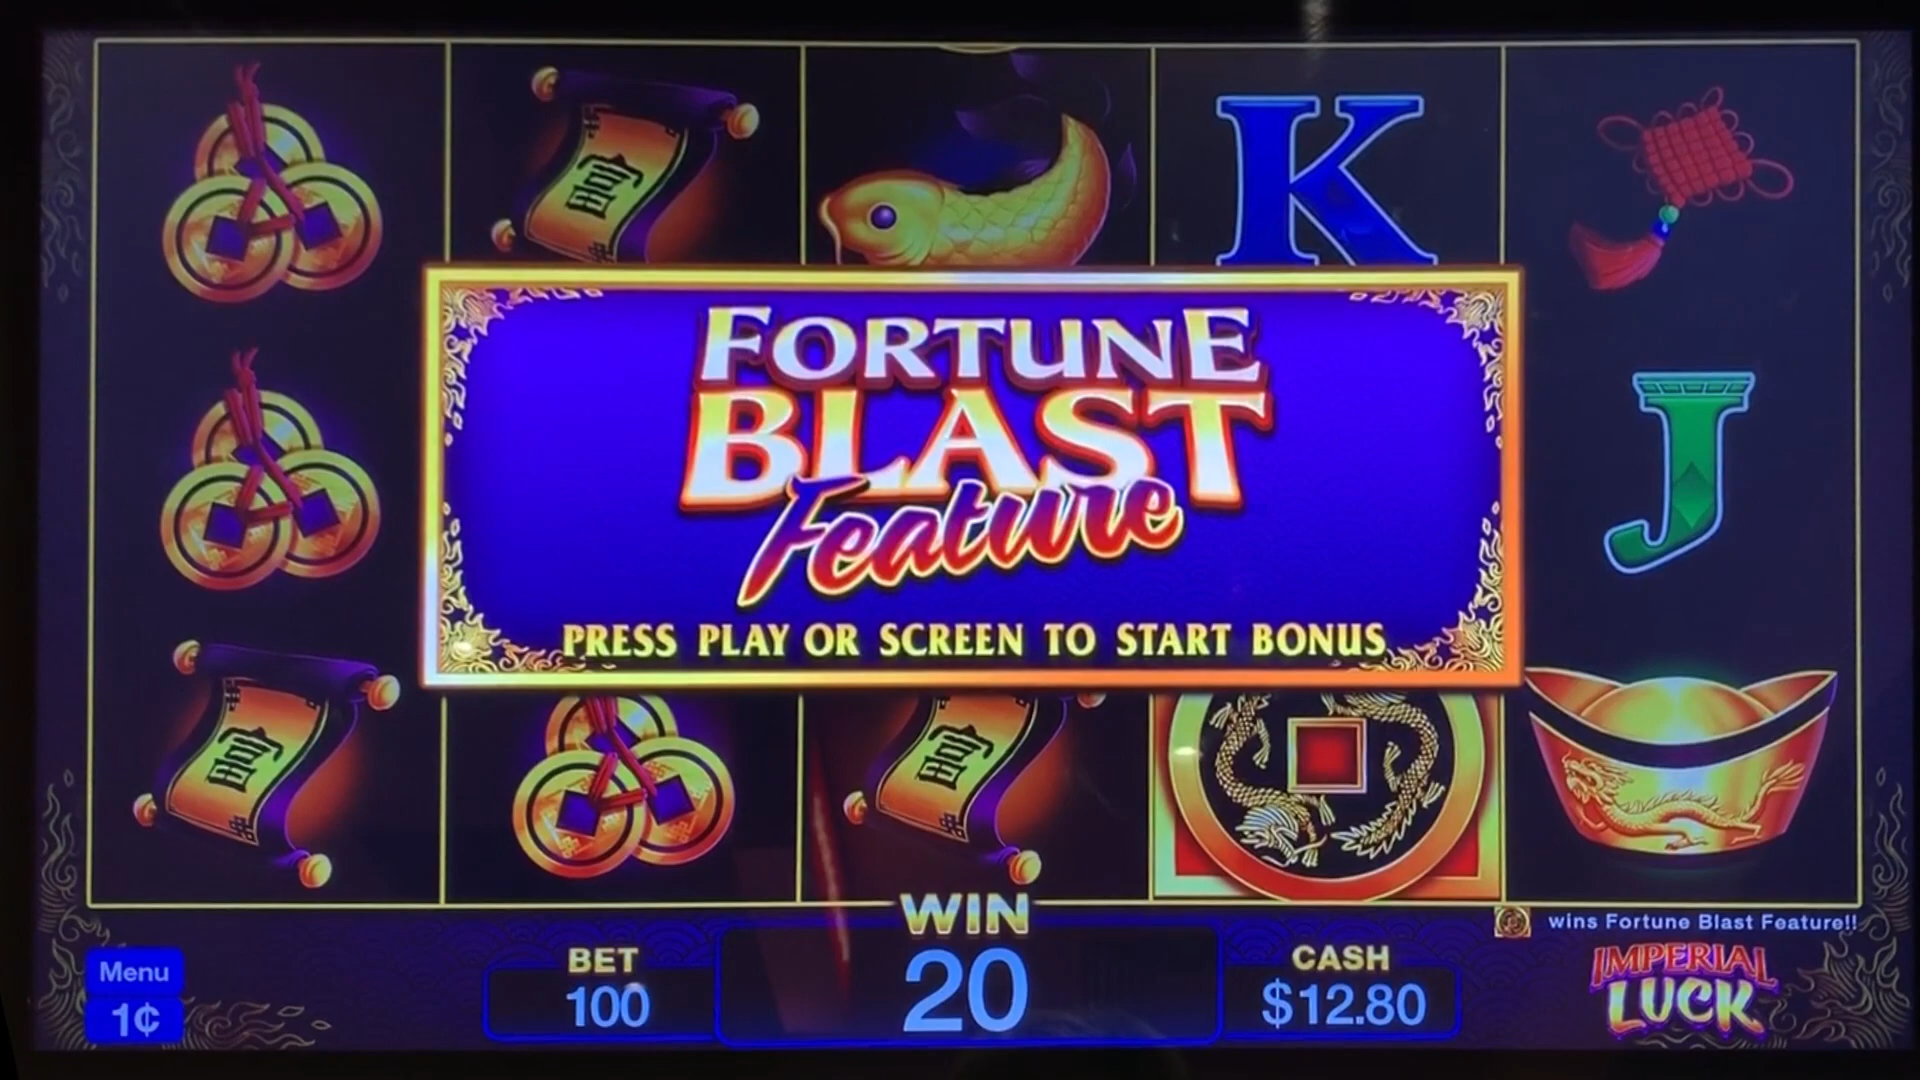 K
FORTUNE
BLAST
Feature
PRESS PLAY OR SCREEN TO START BONUS
J
WIN
20
wins Fortune Blast Feature!!
Menu
1¢
BET
100
CASH
$12.80
IMPERIAL
LUCK